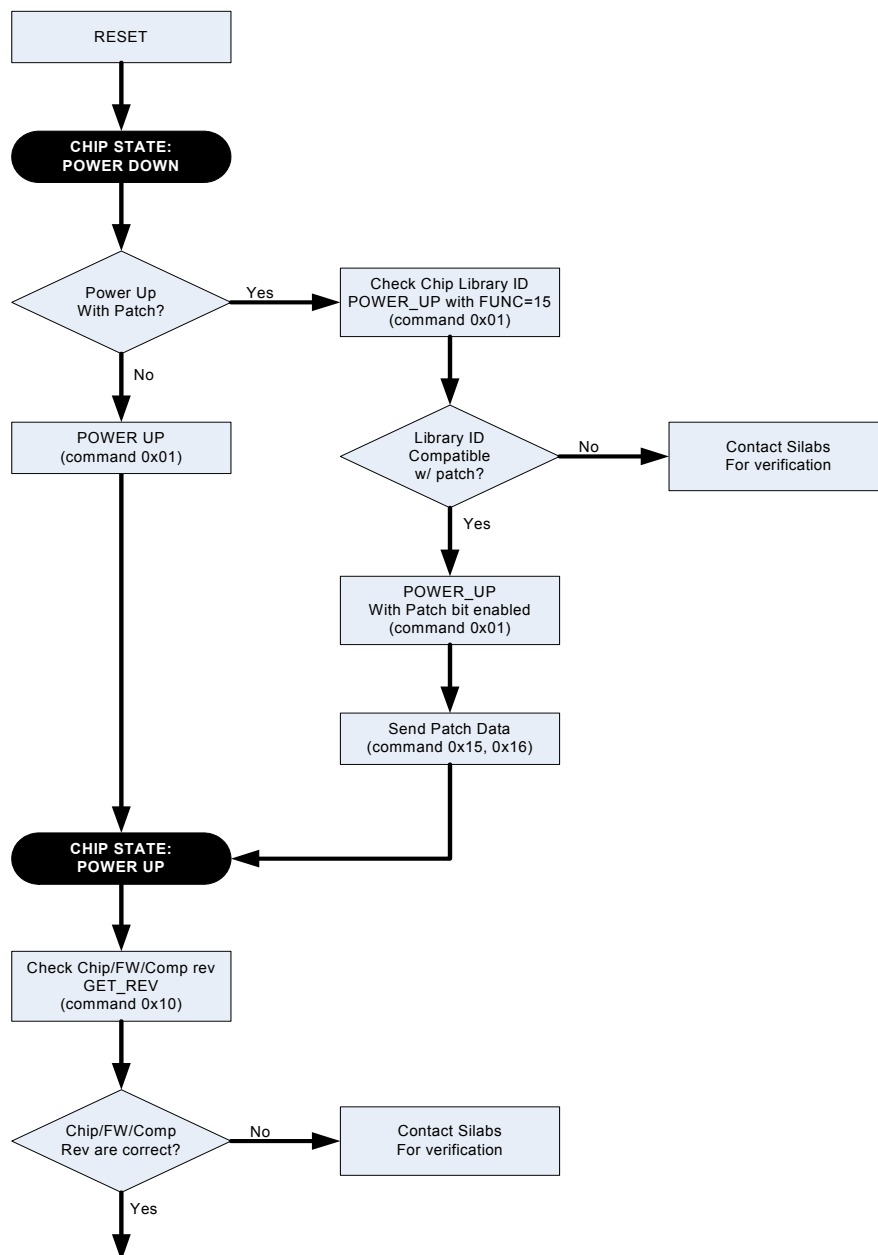 RESET
CHIP STATE:
POWER DOWN
Power Up
With Patch?
Yes
Check Chip Library ID
POWER_UP with FUNC=15
(command 0x01)
No
POWER UP
(command 0x01)
Library ID
Compatible
w/ patch?
No
Contact Silabs
For verification
Yes
POWER_UP
With Patch bit enabled
(command 0x01)
Send Patch Data
(command 0x15, 0x16)
CHIP STATE:
POWER UP
Check Chip/FW/Comp rev
GET_REV
(command 0x10)
Chip/FW/Comp
Rev are correct?
No
Contact Silabs
For verification
Yes